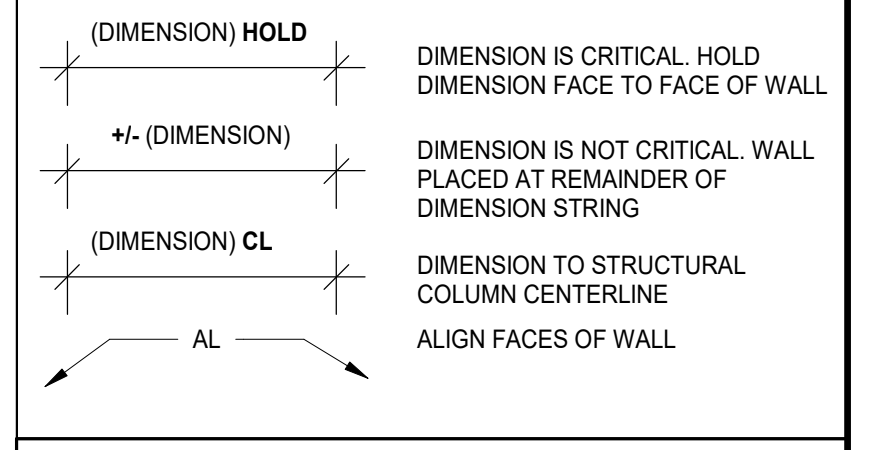 (DIMENSION) HOLD
DIMENSION IS CRITICAL. HOLD
DIMENSION FACE TO FACE OF WALL
+/- (DIMENSION)
DIMENSION IS NOT CRITICAL. WALL
PLACED AT REMAINDER OF
DIMENSION STRING
(DIMENSION) CL
DIMENSION TO STRUCTURAL
COLUMN CENTERLINE
AL
ALIGN FACES OF WALL